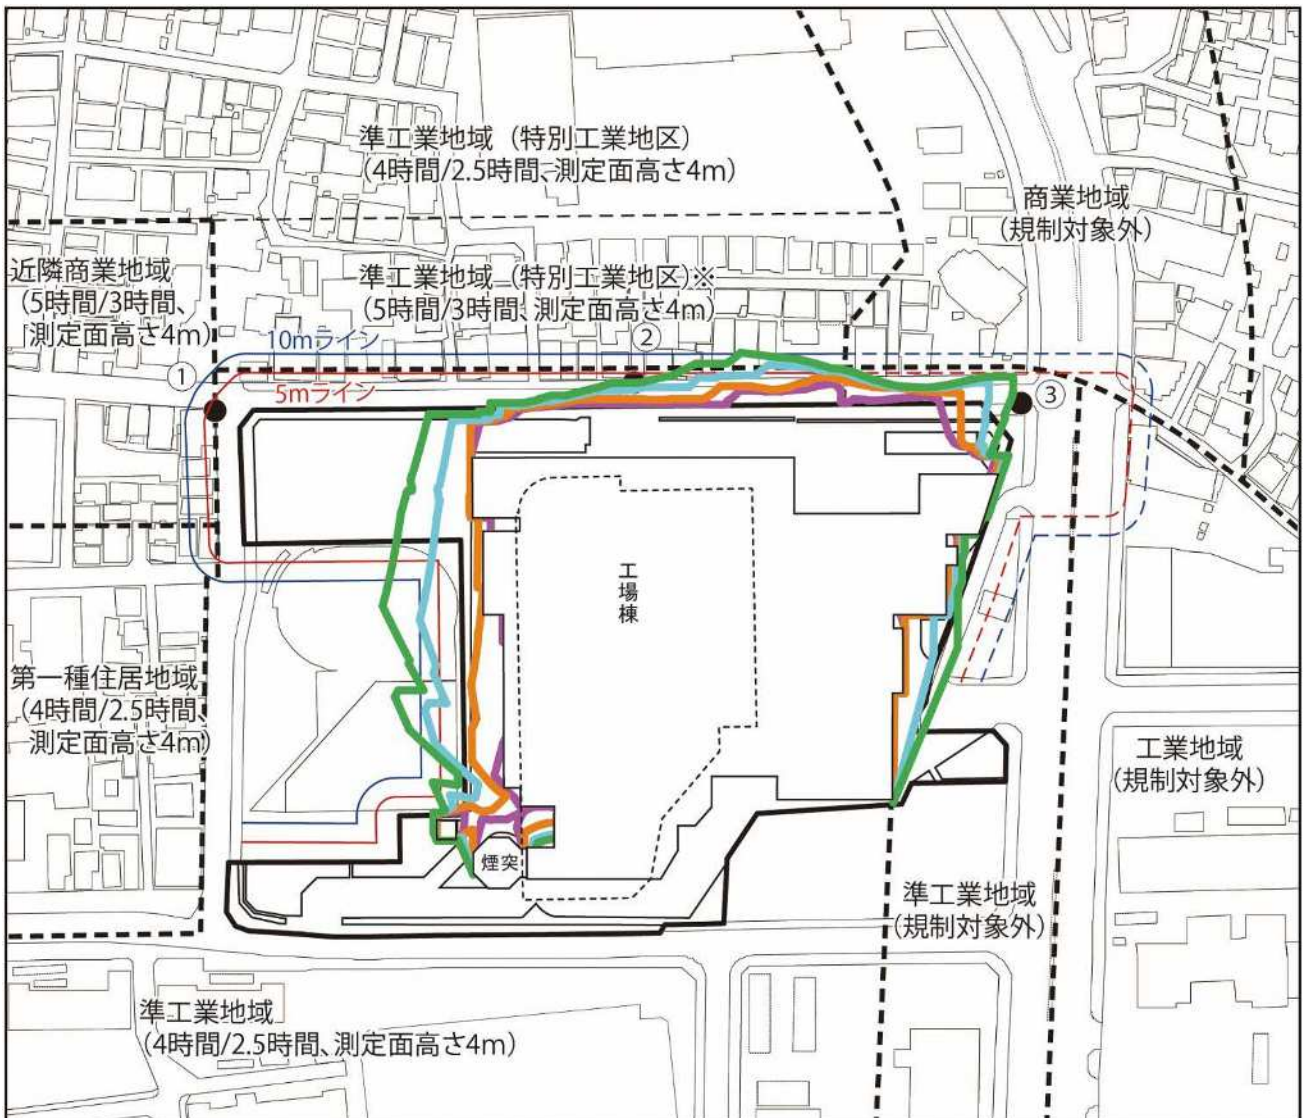 準工業地域（特別工業地区）
（4時間/2.5時間、測定面高さ4m）
商業地域
（規制対象外）
近隣商業地域
（5時間/3時間、
測定面高さ4m）
準工業地域（特別工業地区）※
（5時間/3時間、測定面高さ4m）
10mライン
②
①
5mライン
③
工場棟
第一種住居地域
（4時間/2.5時間、
測定面高さ4m）
工業地域
（規制対象外）
煙突
準工業地域
（規制対象外）
準工業地域
（4時間/2.5時間、測定面高さ4m）